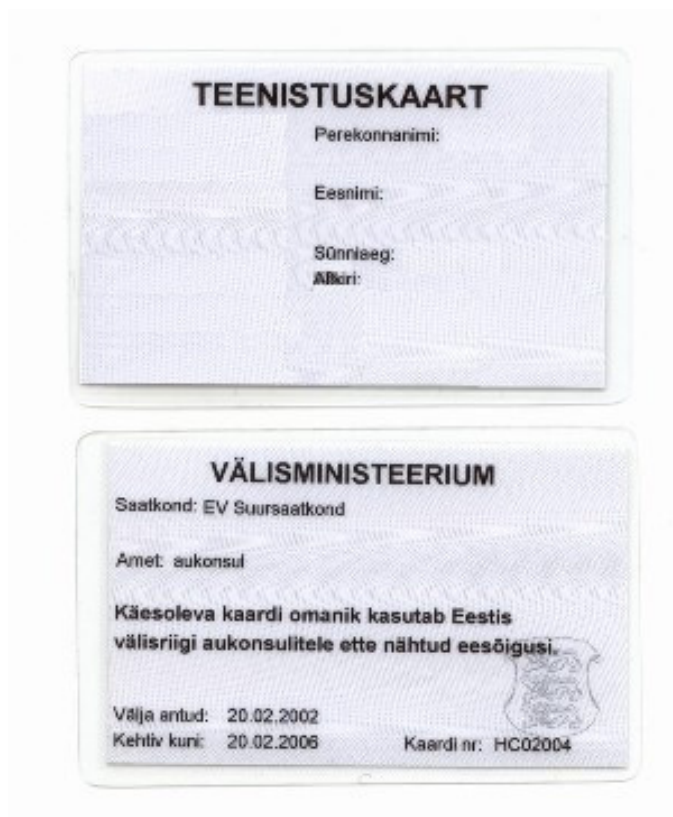 TEENISTUSKAART
Perekonnanimi:
Eesnimi:
Sünniaeg:
Allkiri:
VÄLISMINISTEERIUM
Saatkond: EV Suursaatkond
Amet: aukonsul
Käesoleva kaardi omanik kasutab Eestis
välisriigi aukonsulitele ette nähtud eesõigusi.
Välja antud: 20.02.2002
Kehtiv kuni: 20.02.2006 Kaardi nr: HC02004